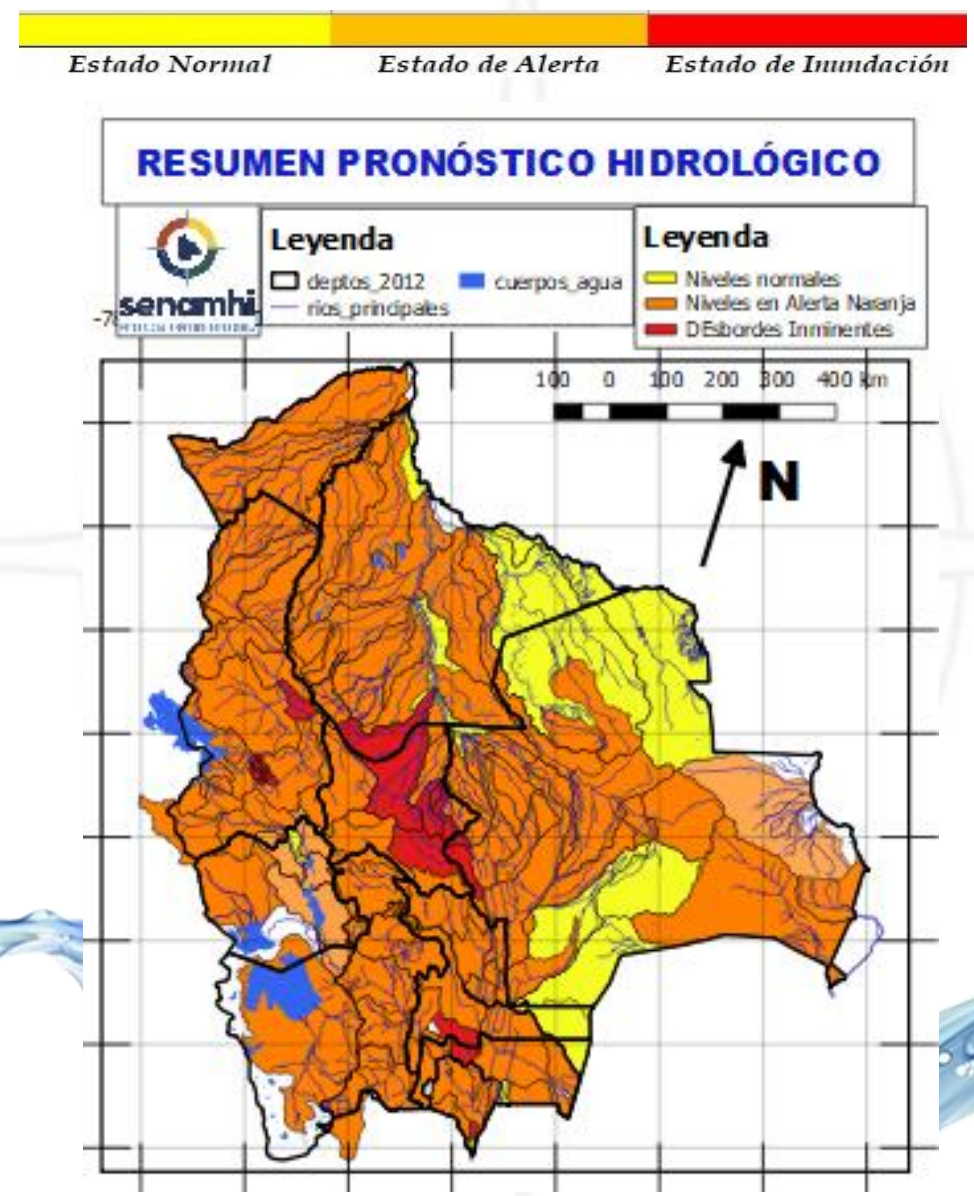 Estado Normal Estado de Alerta Estado de Inundación
RESUMEN PRONÓSTICO HIDROLÓGICO
senamhi
Leyenda
deptos_2012 cuerpos_agua
rios_principales
Leyenda
Niveles normales
Niveles en Alerta Naranja
DEsbordes Inminentes
100 0 100 200 300 400 km
N